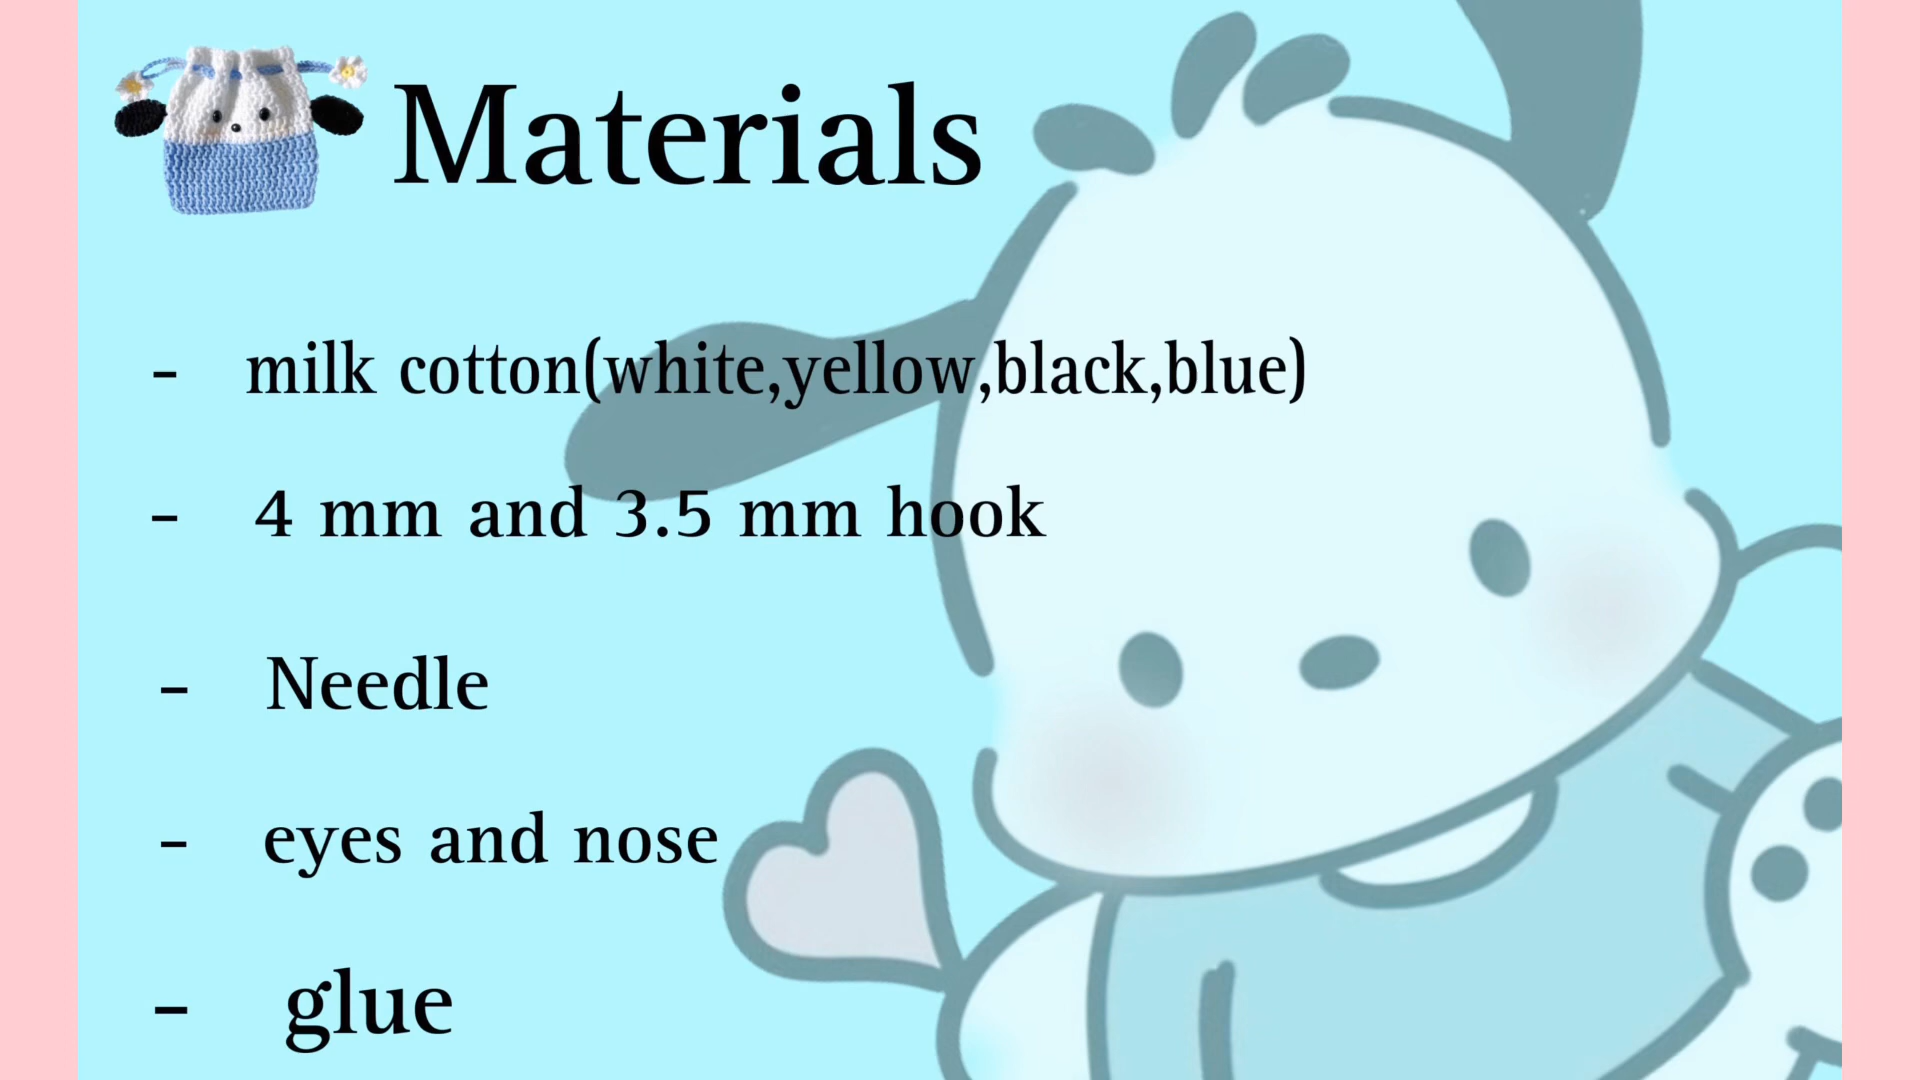 Materials
- milk cotton(white,yellow,black,blue)
- 4 mm and 3.5 mm hook
- Needle
- eyes and nose
- glue